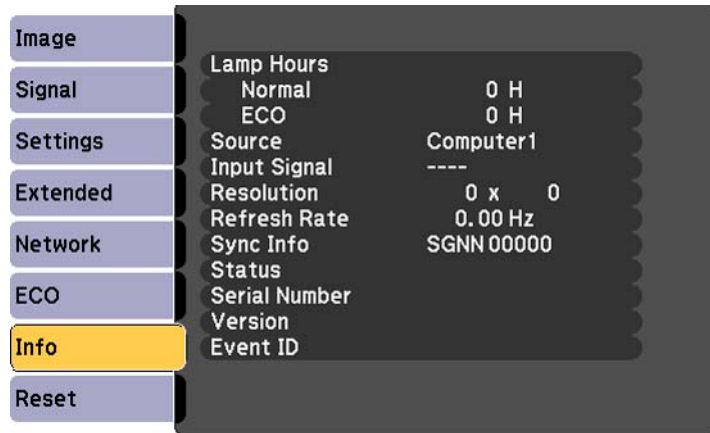 Image
Signal
Settings
Extended
Network
ECO
Info
Reset
Lamp Hours
Normal 0 H
ECO 0 H
Source Computer1
Input Signal ----
Resolution 0 x 0
Refresh Rate 0.00 Hz
Sync Info SGNN 00000
Status
Serial Number
Version
Event ID